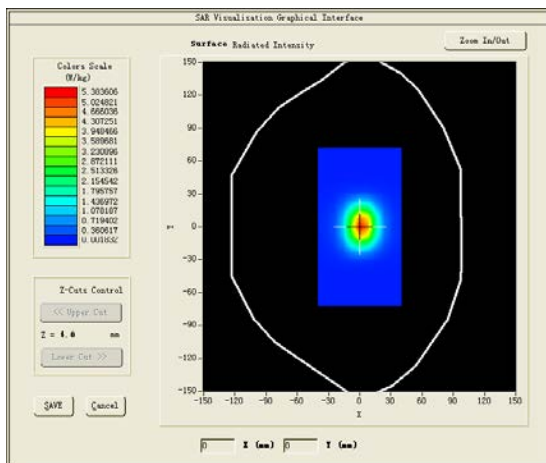 SAR Visualisation Graphical Interface
Surface Radiated Intensity
Zoom In/Out
Colors Scale
(W/kg)
5.383606
5.024821
4.666036
4.307251
3.948466
3.589681
3.230896
2.872111
2.513326
2.154542
1.795757
1.436972
1.078187
0.719402
0.360617
0.001832
150
120
90
60
30
0
-30
-60
-90
-120
-150
Y
-150 -120 -90 -60 -30 0 30 60 90 120 150
X
Z-Cuts Control
<< Upper Cut
Z = 4.0 mm
Lower Cut >>
SAVE
Cancel
0 X (mm) 0 Y (mm)